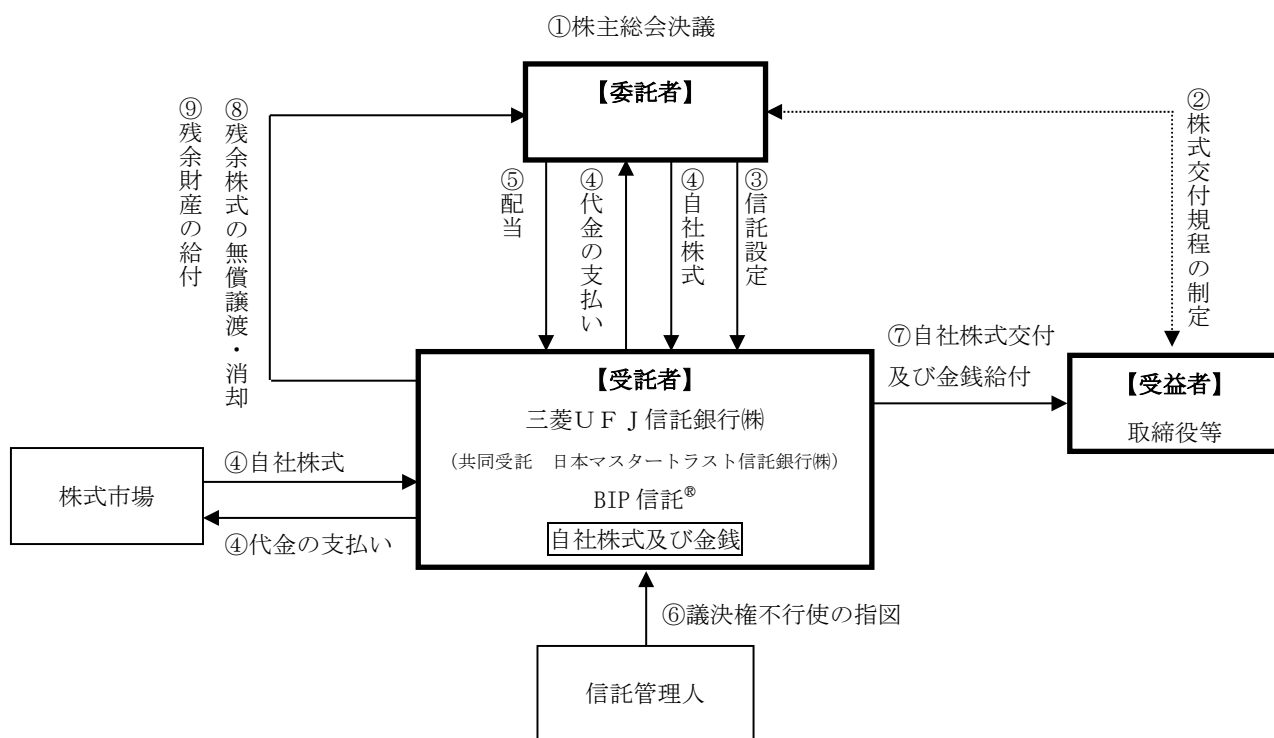 ①株主総会決議
【委託者】
⑨残余財産の給付
⑧残余株式の無償譲渡・消却
⑤配当
④代金の支払い
④自社株式
③信託設定
②株式交付規程の制定
⑦自社株式交付
及び金銭給付
【受託者】
三菱UFJ信託銀行㈱
(共同受託　日本マスタートラスト信託銀行㈱)
BIP信託®
自社株式及び金銭
【受益者】
取締役等
④自社株式
株式市場
④代金の支払い
⑥議決権不行使の指図
信託管理人